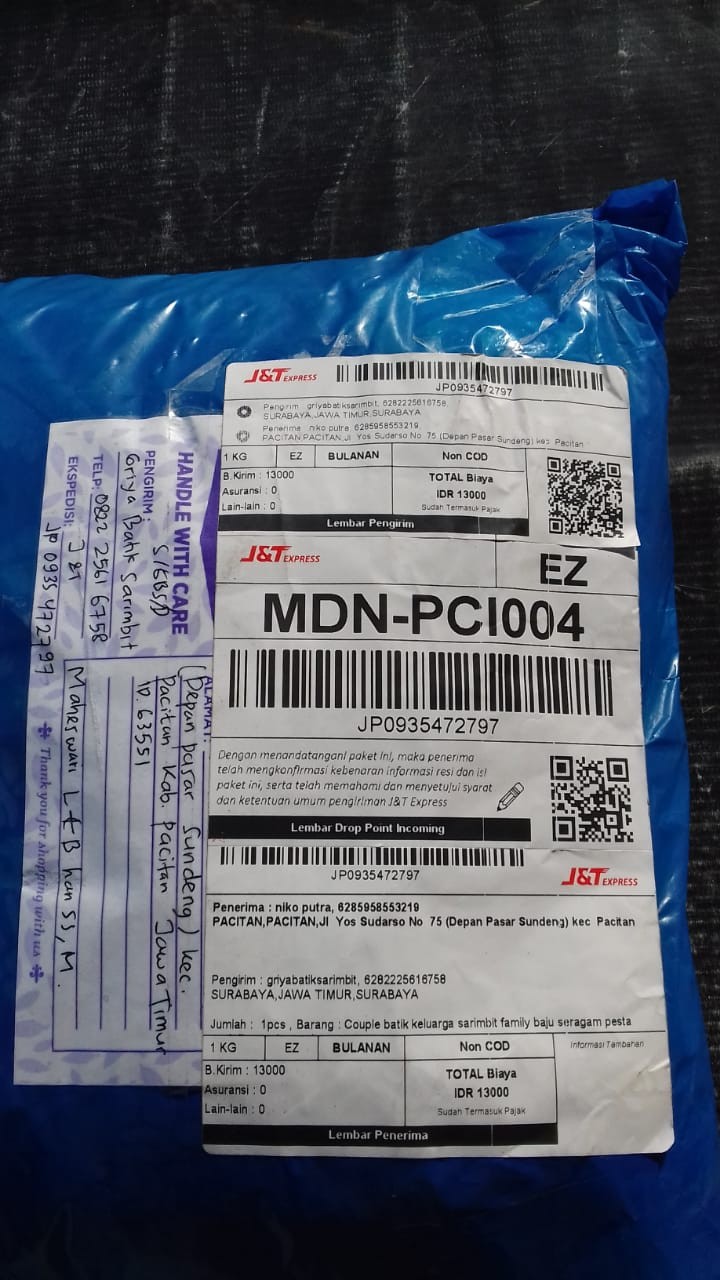 J&T EXPRESS
JP0935472797
Pengirim : griyabatiksarimbit, 6282225616758
SURABAYA,JAWA TIMUR,SURABAYA
Penerima : niko putra 6285958553219
PACITAN,PACITAN,Jl Yos Sudarso No 75 (Depan Pasar Sundeng) kec Pacitan
1 KG EZ BULANAN Non COD
B.Kirim : 13000
Asuransi : 0
Lain-lain : 0
TOTAL Biaya
IDR 13000
Sudah Termasuk Pajak
Lembar Pengirim
J&T EXPRESS
EZ
MDN-PCI004
JP0935472797
Dengan menandatangani paket ini, maka penerima
telah mengkonfirmasi kebenaran informasi resi dan isi
paket ini, serta telah memahami dan menyetujui syarat
dan ketentuan umum pengiriman J&T Express
Lembar Drop Point Incoming
JP0935472797
J&T EXPRESS
Penerima : niko putra, 6285958553219
PACITAN,PACITAN,Jl Yos Sudarso No 75 (Depan Pasar Sundeng) kec Pacitan
Pengirim : griyabatiksarimbit, 6282225616758
SURABAYA,JAWA TIMUR,SURABAYA
Jumlah : 1pcs , Barang : Couple batik keluarga sarimbit family baju seragam pesta
1 KG EZ BULANAN Non COD
Informasi Tambahan
B.Kirim : 13000
Asuransi : 0
Lain-lain : 0
TOTAL Biaya
IDR 13000
Sudah Termasuk Pajak
Lembar Penerima
HANDLE WITH CARE
PENGIRIM :
Griya Batik Sarimbit
TELP: 0822 2561 6758
EKSPEDISI: J&T
JP 0935472797
ALAMAT:
(Depan pasar Sundeng) kec.
pacitan Kab. pacitan Jawa Timur
ID. 63551
Maheswari L & B han SS, M.
Thank you for shopping with us